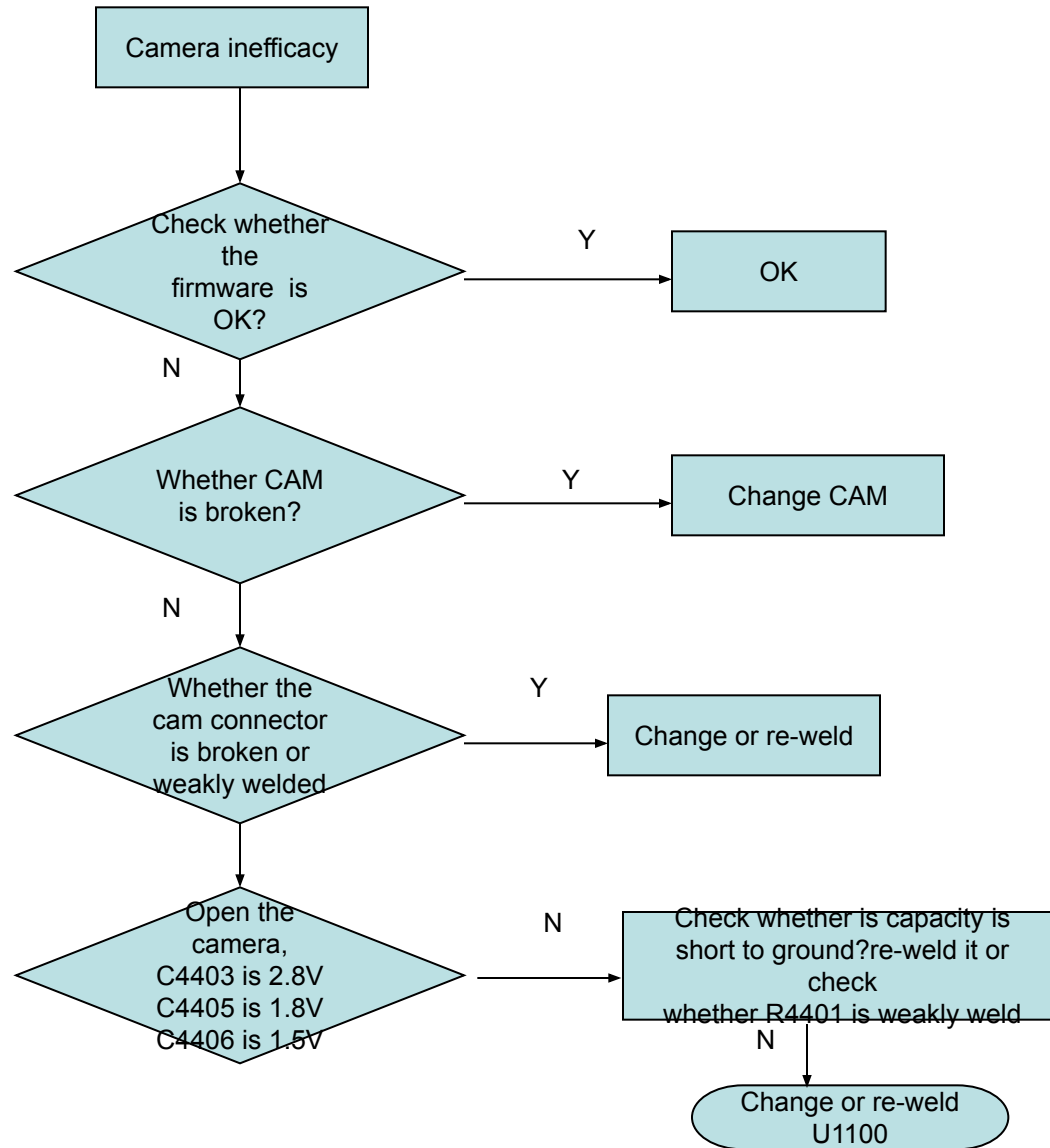 Camera inefficacy
Check whether
the
firmware  is
OK?
Y
OK
N
Whether CAM
is broken?
Y
Change CAM
N
Whether the
cam connector
is broken or
weakly welded
Y
Change or re-weld
Open the
camera,
C4403 is 2.8V
C4405 is 1.8V
C4406 is 1.5V
N
Check whether is capacity is
short to ground?re-weld it or
check
whether R4401 is weakly weld
N
Change or re-weld
U1100